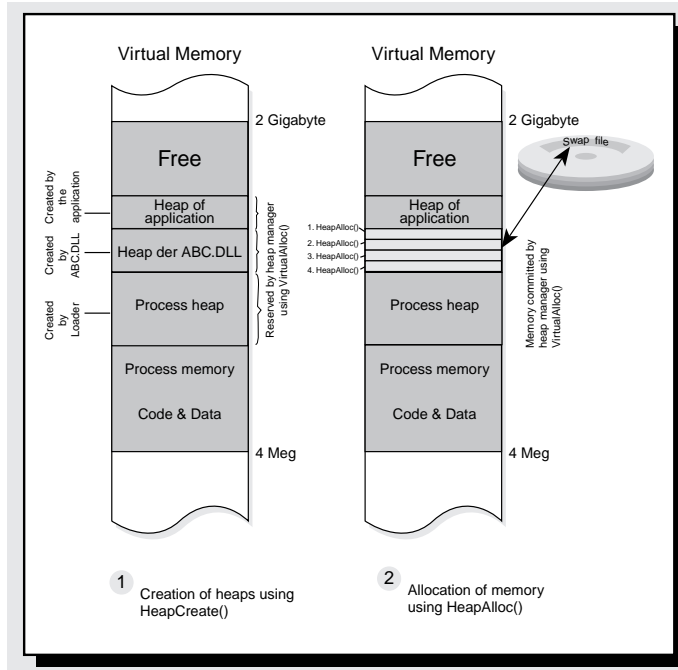 Virtual Memory
2 Gigabyte
Free
Created by
the
application
Heap of
application
Created
by
ABC.DLL
Heap der ABC.DLL
Reserved by heap manager
using VirtualAlloc()
Created
by
Loader
Process heap
Process memory
Code & Data
4 Meg
1
Creation of heaps using
HeapCreate()
Virtual Memory
2 Gigabyte
Swap file
Free
Heap of
application
1. HeapAlloc()
2. HeapAlloc()
3. HeapAlloc()
4. HeapAlloc()
Memory committed by
heap manager using
VirtualAlloc()
Process heap
Process memory
Code & Data
4 Meg
2
Allocation of memory
using HeapAlloc()